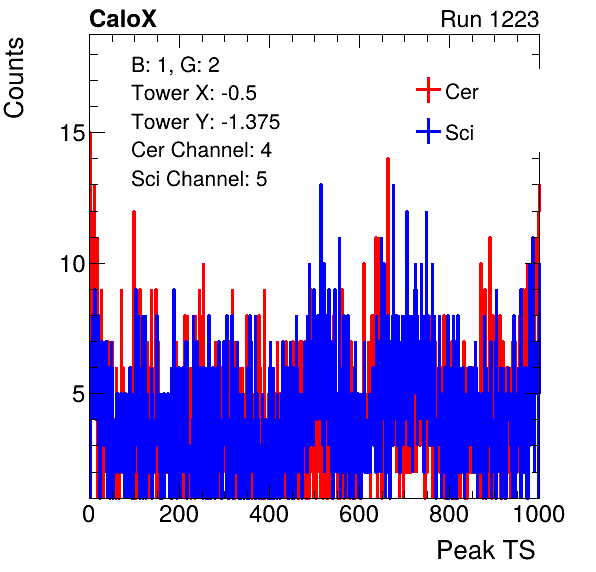 CaloX Run 1223
Counts
B: 1, G: 2
Tower X: -0.5
Tower Y: -1.375
Cer Channel: 4
Sci Channel: 5
Cer
Sci
15
10
5
0 200 400 600 800 1000
Peak TS